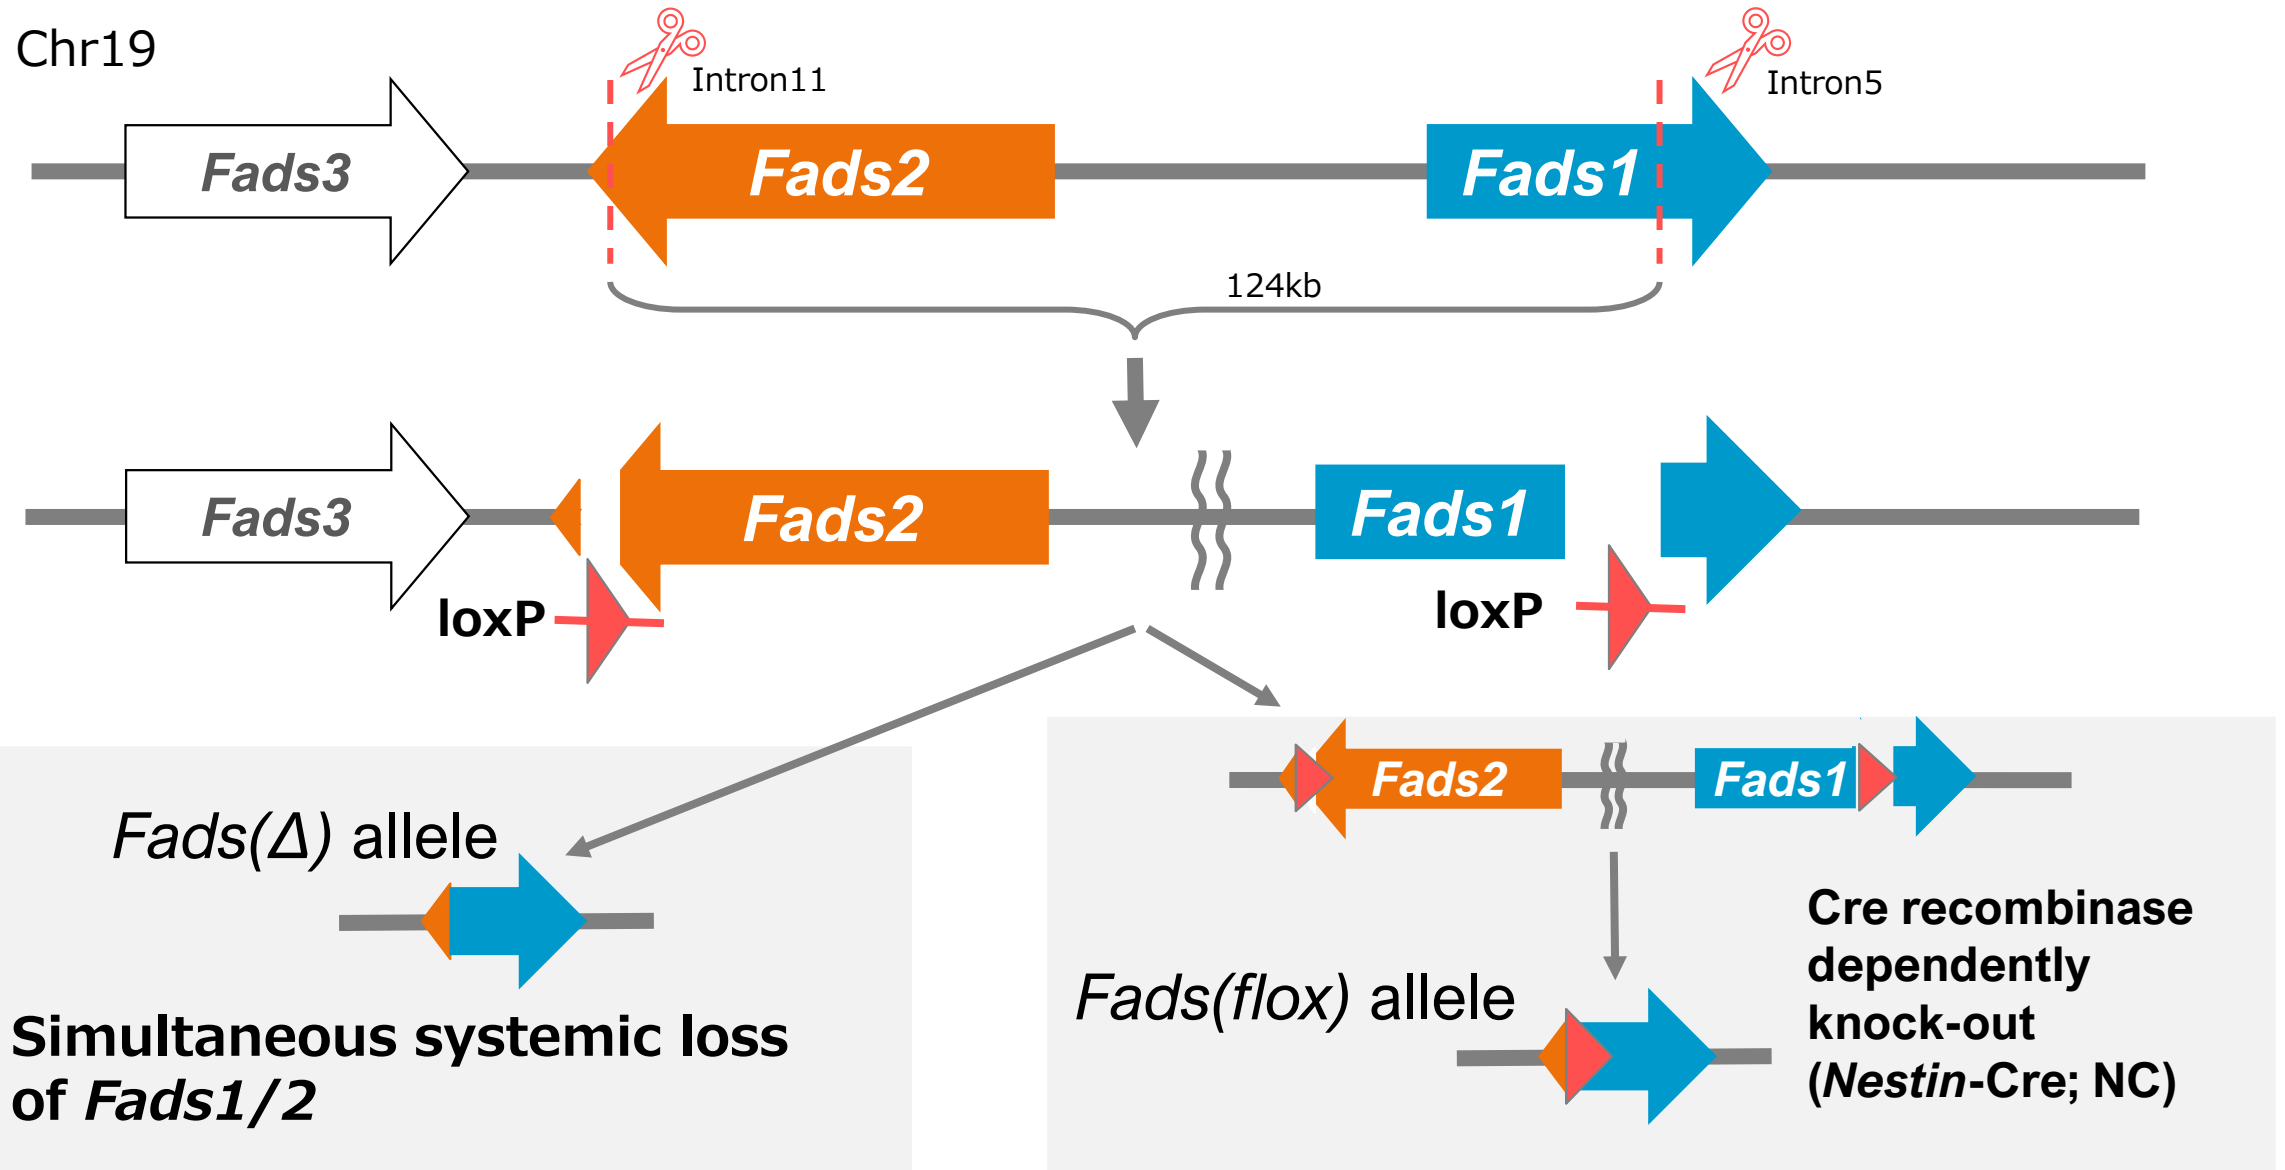 Chr19
Intron11
Intron5
Fads3
Fads2
Fads1
124kb
Fads3
Fads2
Fads1
loxP
loxP
Fads2
Fads1
Fads(Δ) allele
Simultaneous systemic loss
of Fads1/2
Fads(flox) allele
Cre recombinase
dependently
knock-out
(Nestin-Cre; NC)